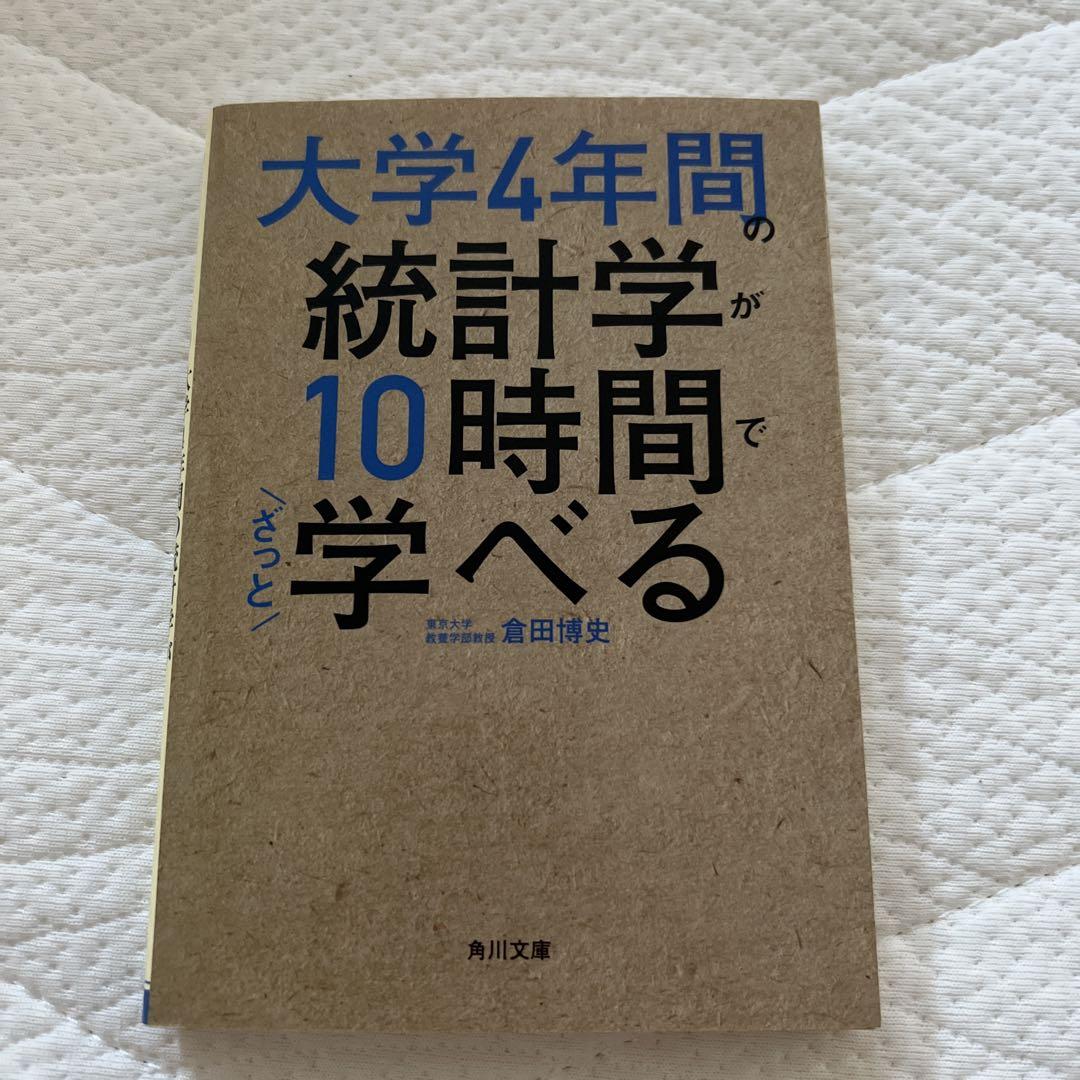 大学4年間の
統計学が
10時間で
ざっと
学べる
東京大学
教養学部教授
倉田博史
角川文庫